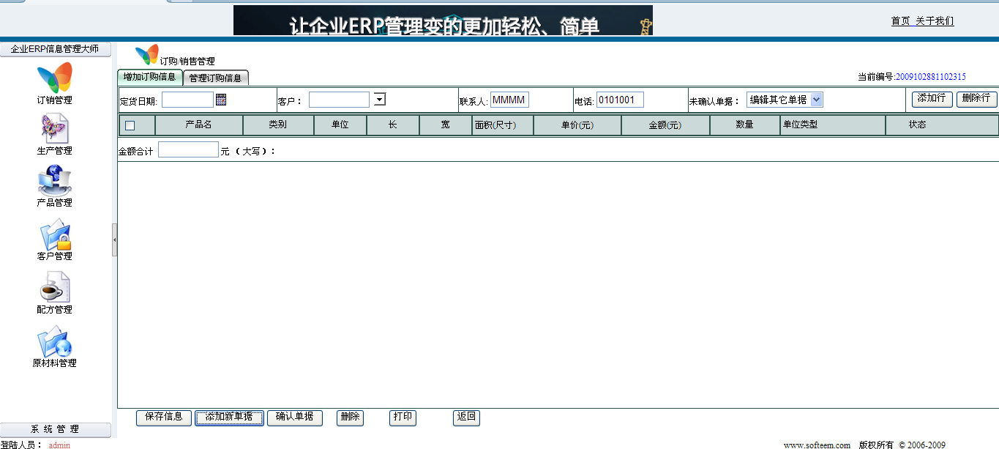 让企业ERP管理变的更加轻松、简单
首页 关于我们
企业ERP信息管理大师
订销管理
生产管理
产品管理
客户管理
配方管理
原材料管理
系 统 管 理
登陆人员： admin
订购/销售管理
增加订购信息 管理订购信息
当前编号:2009102881102315
定货日期: 客户： 联系人: MMMM 电话: 0101001 未确认单据： 编辑其它单据 添加行 删除行
产品名 类别 单位 长 宽 面积(尺寸) 单价(元) 金额(元) 数量 单位类型 状态
金额合计 元 （大写）：
保存信息 添加新单据 确认单据 删除 打印 返回
www.softeem.com 版权所有 © 2006-2009